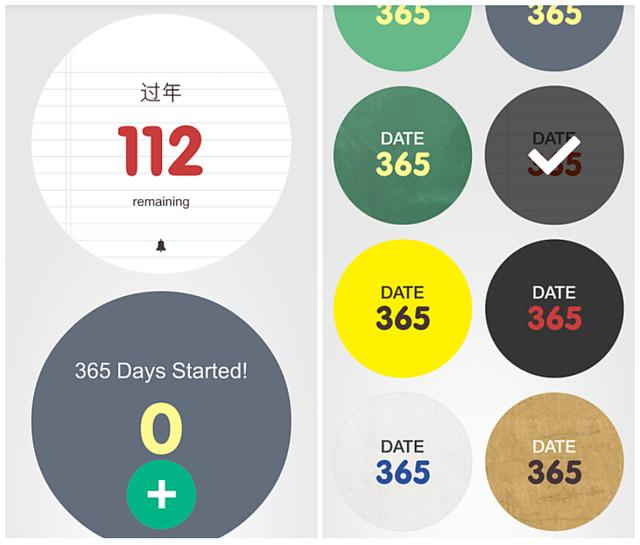 过年
112
remaining
365 Days Started!
0
+
365
365
DATE
365
DATE
365
DATE
365
DATE
365
DATE
365
DATE
365